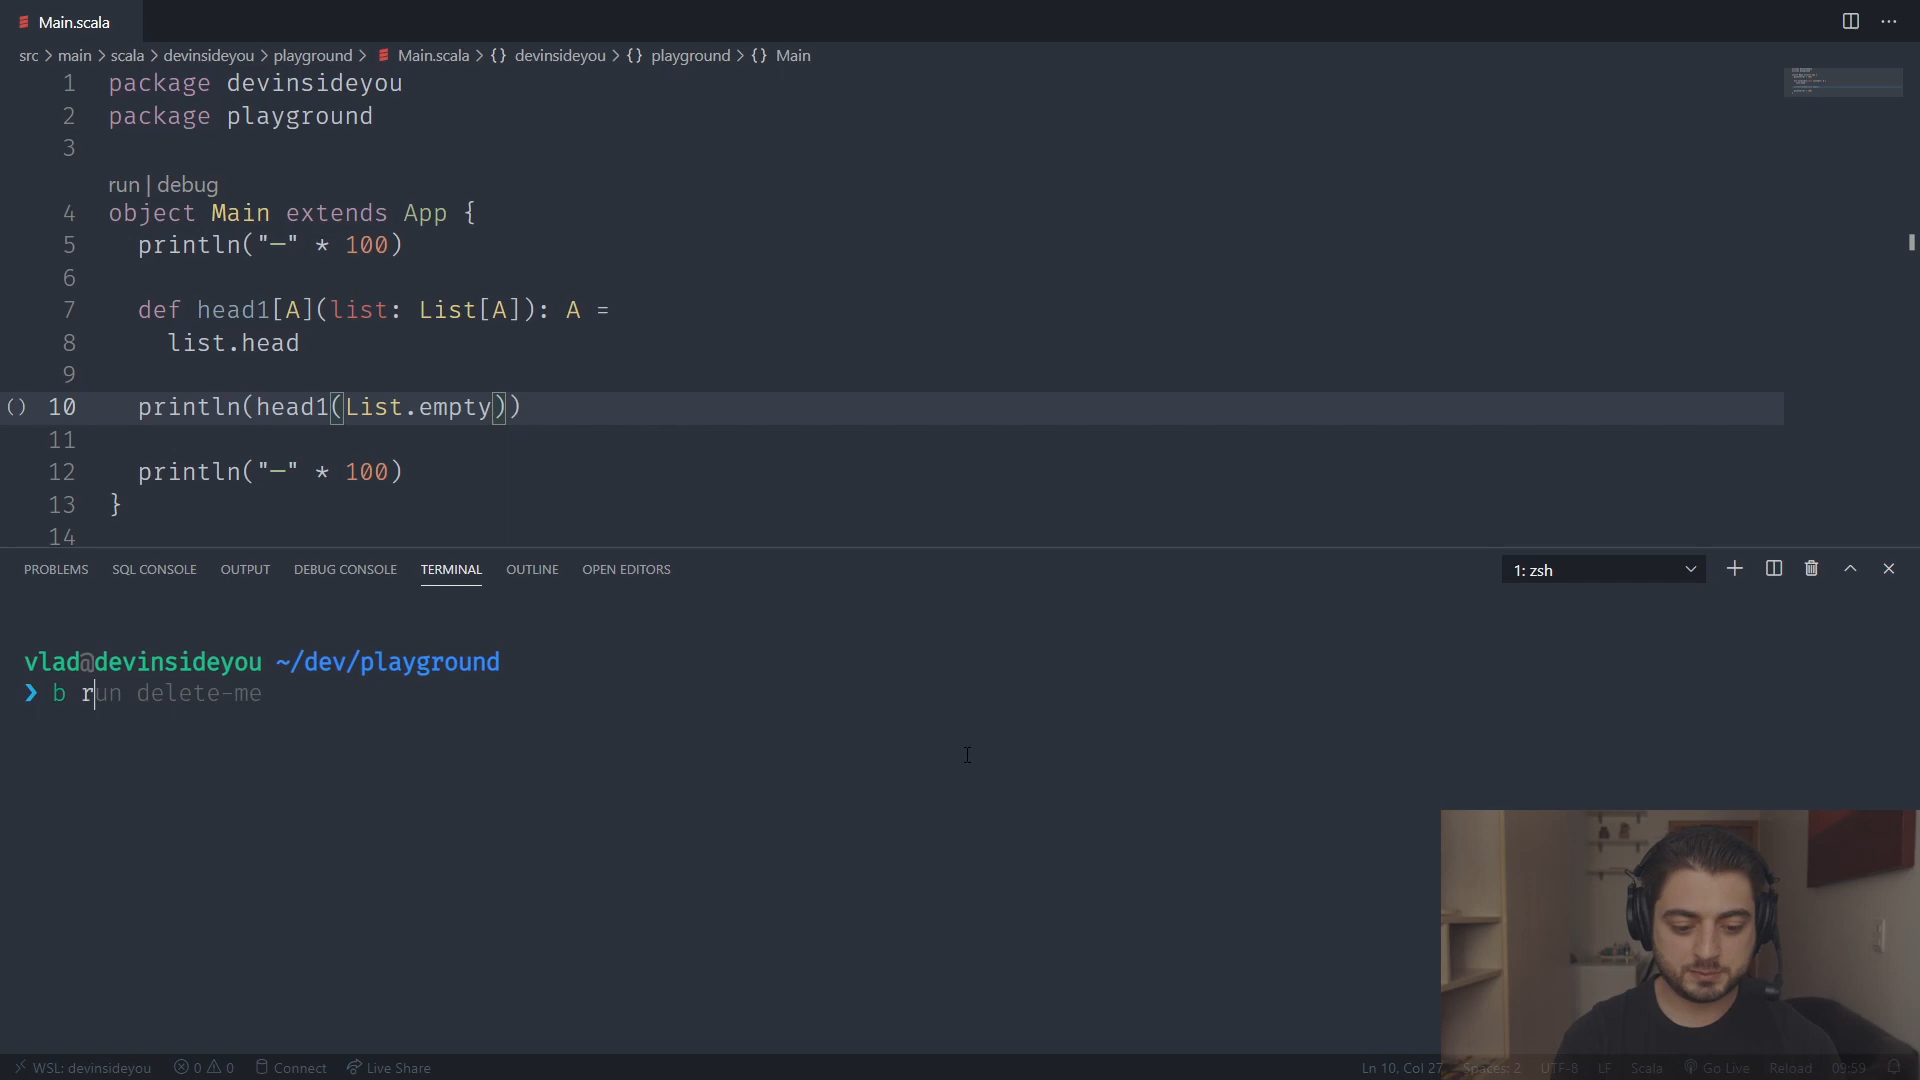 Main.scala
src > main > scala > devinsideyou > playground > Main.scala > {} devinsideyou > {} playground > {} Main
1 package devinsideyou
2 package playground
3
run | debug
4 object Main extends App {
5 println("—" * 100)
6
7 def head1[A](list: List[A]): A =
8 list.head
9
() 10 println(head1(List.empty))
11
12 println("—" * 100)
13 }
14
PROBLEMS SQL CONSOLE OUTPUT DEBUG CONSOLE TERMINAL OUTLINE OPEN EDITORS 1: zsh
vlad@devinsideyou ~/dev/playground
❯ b run delete-me
WSL: devinsideyou 0 0 Connect Live Share Ln 10, Col 27 Spaces: 2 UTF-8 LF Scala Go Live Reload 09:59